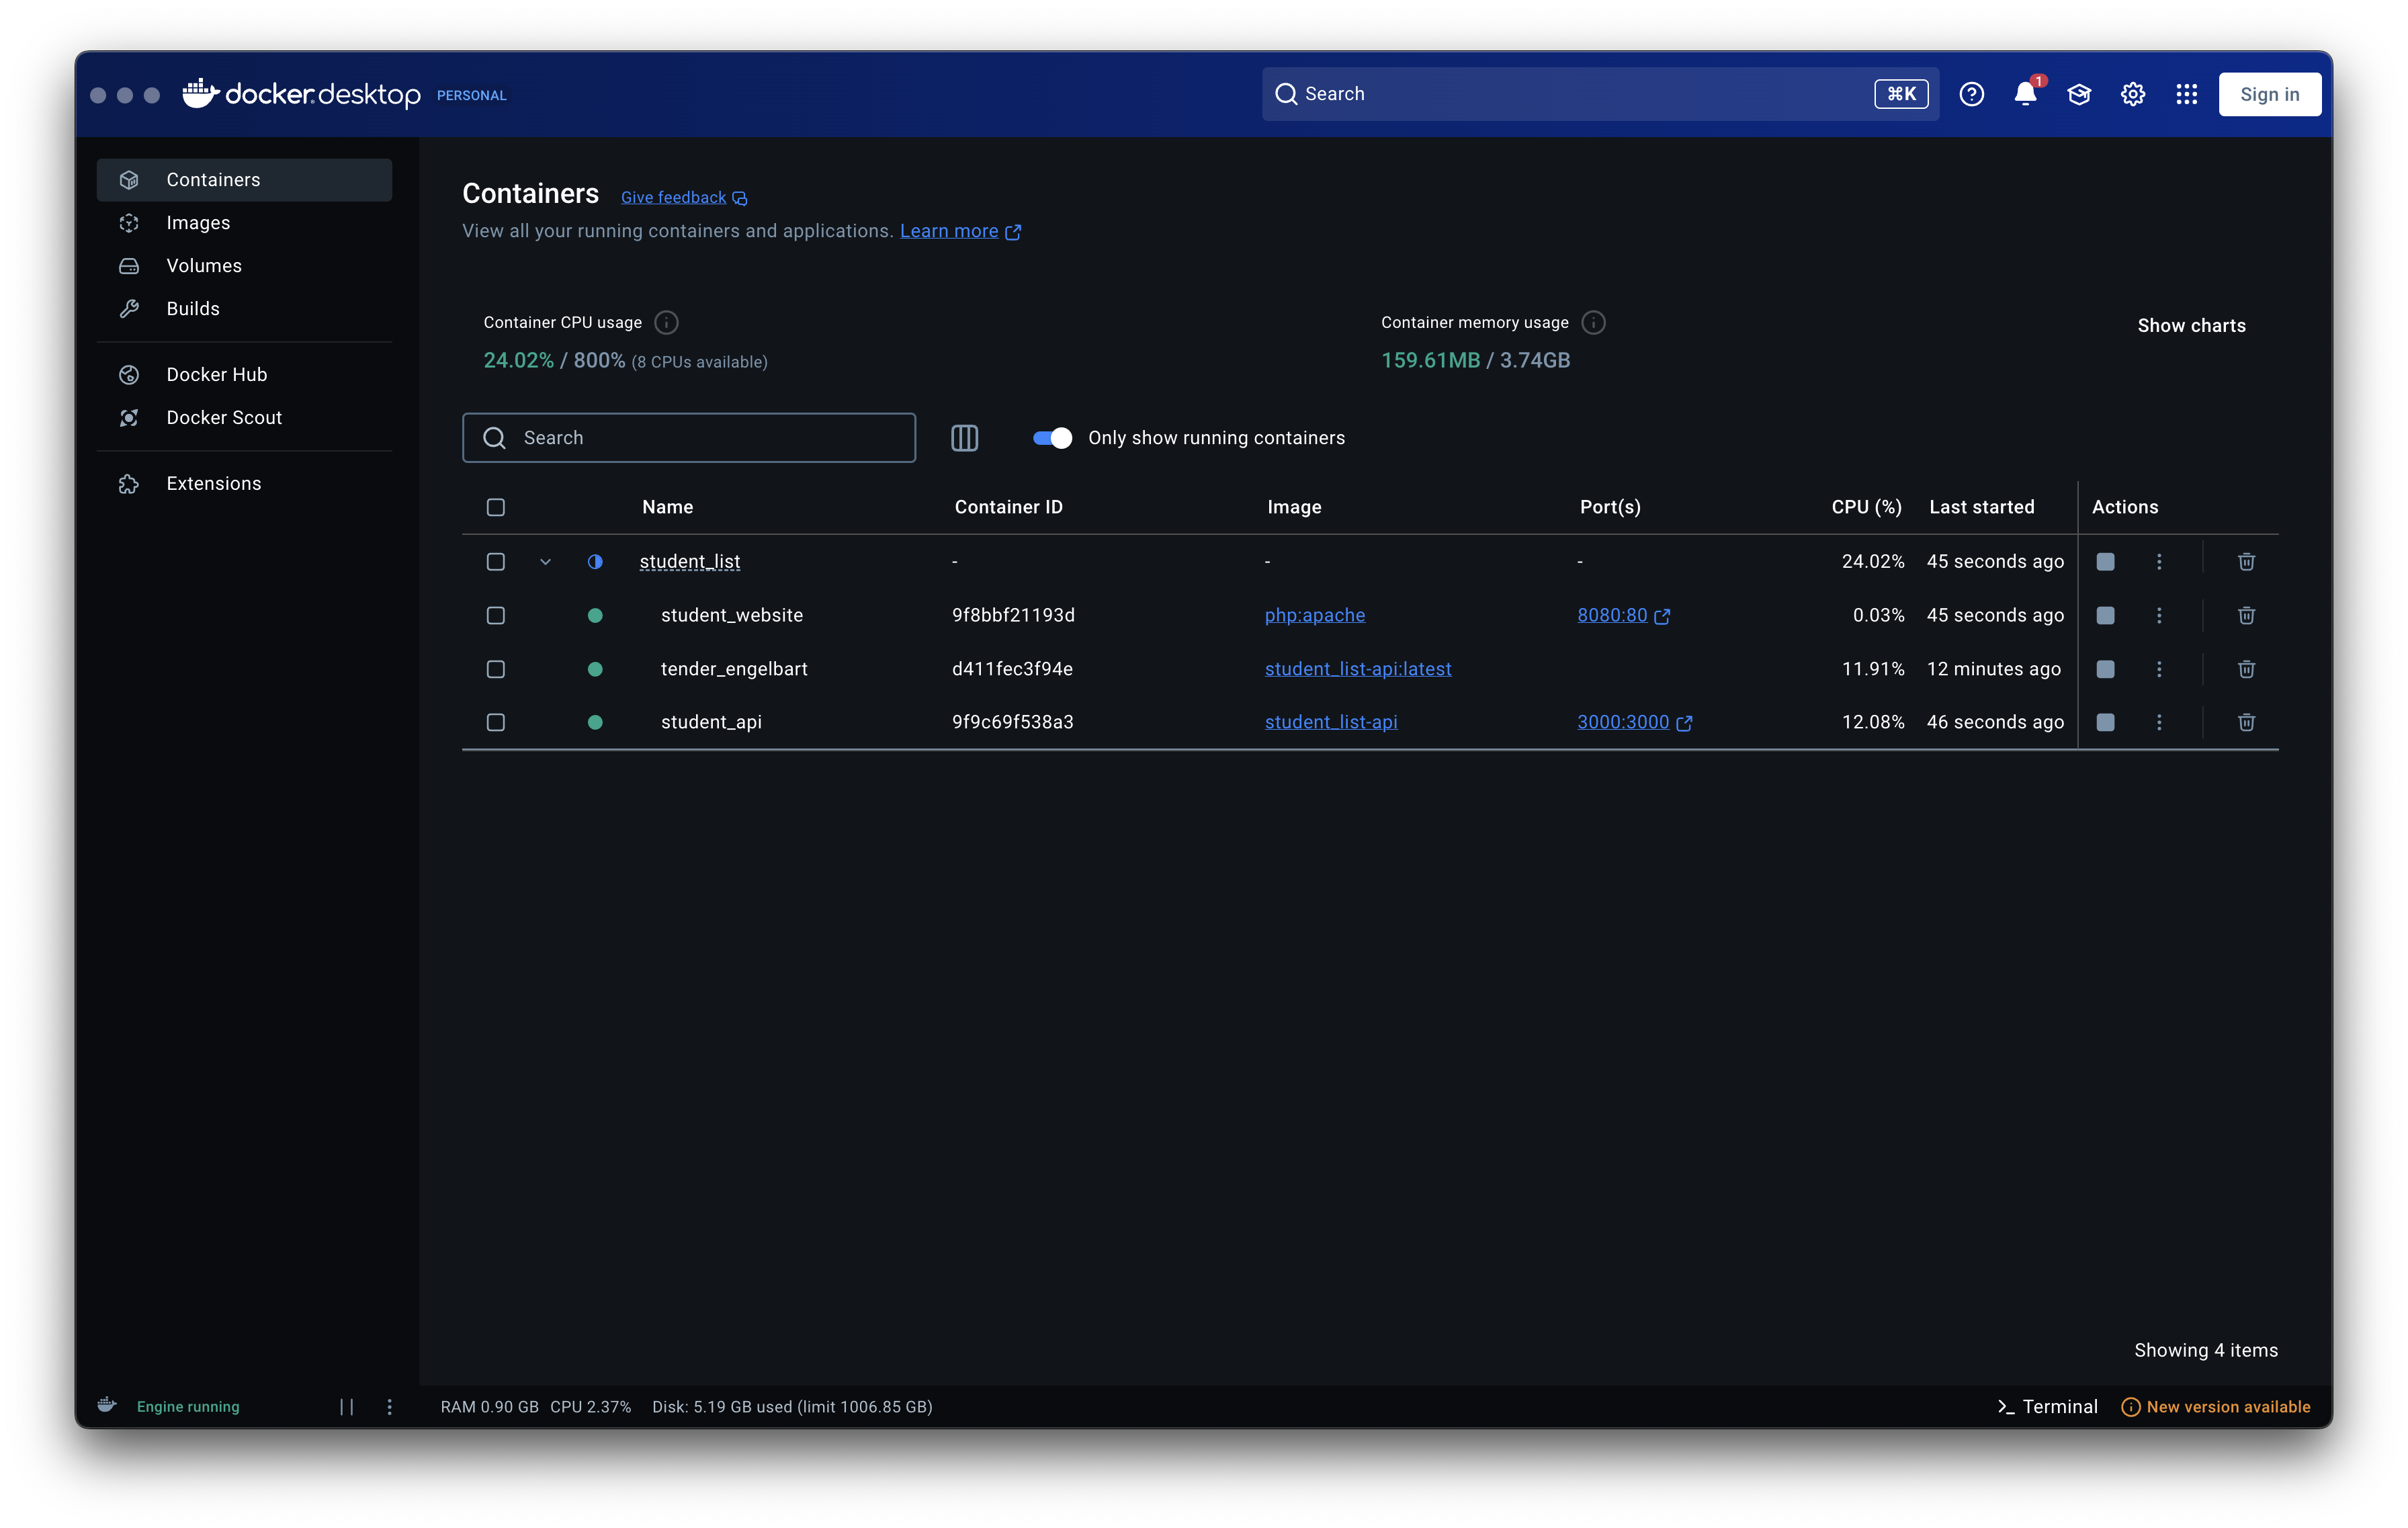 docker.desktop PERSONAL
Search ⌘K 1 Sign in
Containers
Images
Volumes
Builds
Docker Hub
Docker Scout
Extensions
Containers Give feedback
View all your running containers and applications. Learn more
Container CPU usage
24.02% / 800% (8 CPUs available)
Container memory usage
159.61MB / 3.74GB
Show charts
Search
Only show running containers
Name Container ID Image Port(s) CPU (%) Last started Actions
student_list - - - 24.02% 45 seconds ago
student_website 9f8bbf21193d php:apache 8080:80 0.03% 45 seconds ago
tender_engelbart d411fec3f94e student_list-api:latest 11.91% 12 minutes ago
student_api 9f9c69f538a3 student_list-api 3000:3000 12.08% 46 seconds ago
Showing 4 items
Engine running RAM 0.90 GB CPU 2.37% Disk: 5.19 GB used (limit 1006.85 GB) >_ Terminal New version available